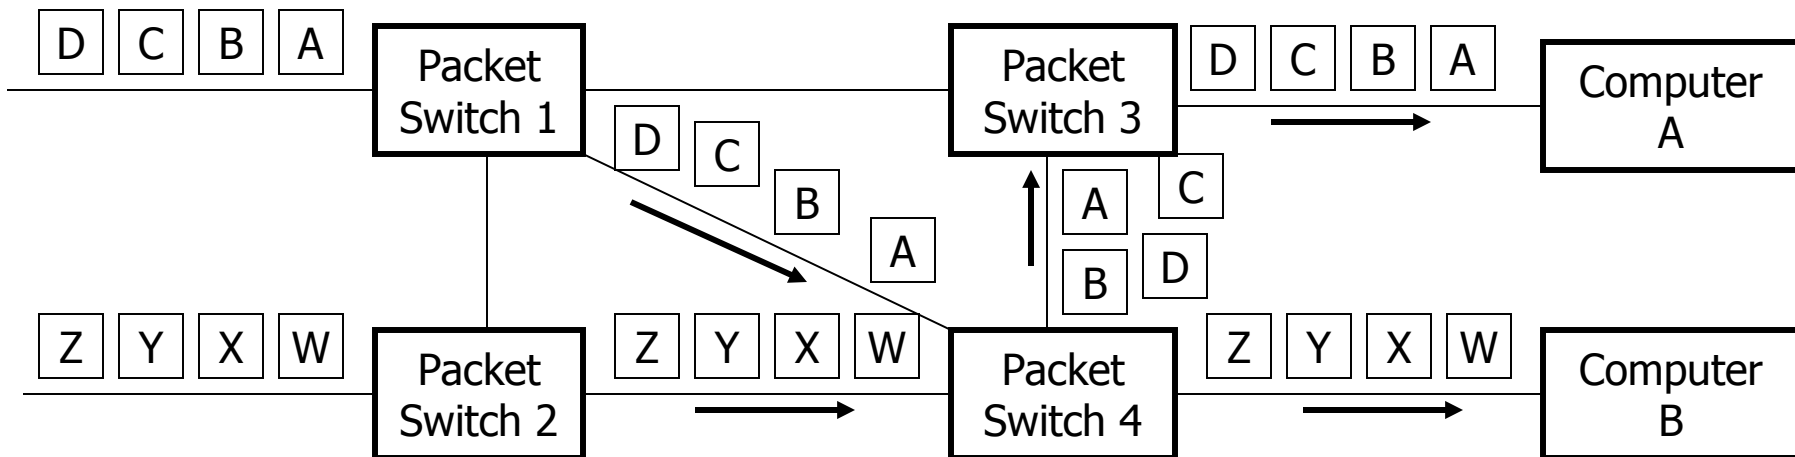 D C B A
Packet
Switch 1
Packet
Switch 3
D C B A
Computer
A
D
C
B
A
A
C
B
D
Z Y X W
Packet
Switch 2
Z Y X W
Packet
Switch 4
Z Y X W
Computer
B